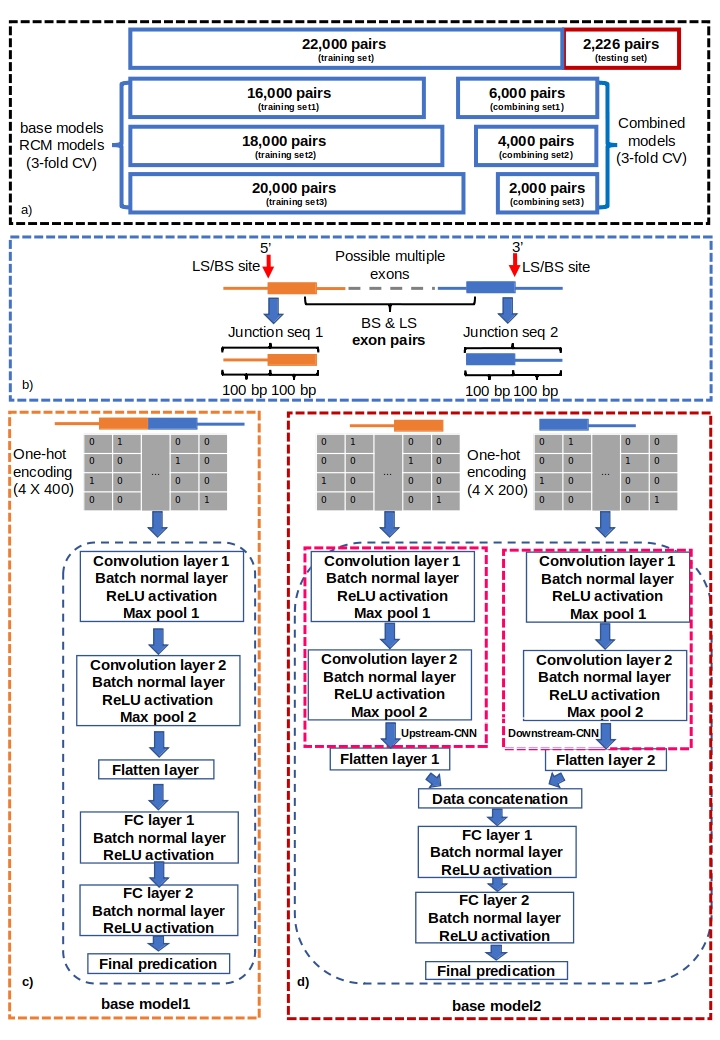 22,000 pairs
(training set)
2,226 pairs
(testing set)
16,000 pairs
(training set1)
6,000 pairs
(combining set1)
base models
RCM models
(3-fold CV)
18,000 pairs
(training set2)
4,000 pairs
(combining set2)
Combined
models
(3-fold CV)
20,000 pairs
(training set3)
2,000 pairs
(combining set3)
a)
5'
3'
LS/BS site
Possible multiple
exons
LS/BS site
Junction seq 1
BS & LS
exon pairs
Junction seq 2
100 bp 100 bp
100 bp 100 bp
b)
One-hot
encoding
(4 X 400)
0 1 ... 0 0
0 0 1 0
1 0 0 0
0 0 0 1
Convolution layer 1
Batch normal layer
ReLU activation
Max pool 1
Convolution layer 2
Batch normal layer
ReLU activation
Max pool 2
Flatten layer
FC layer 1
Batch normal layer
ReLU activation
FC layer 2
Batch normal layer
ReLU activation
Final predication
c)
base model1
0 1 ... 0 0
0 0 1 0
1 0 0 0
0 0 0 1
One-hot
encoding
(4 X 200)
0 1 ... 0 0
0 0 1 0
1 0 0 0
0 0 0 1
Convolution layer 1
Batch normal layer
ReLU activation
Max pool 1
Convolution layer 2
Batch normal layer
ReLU activation
Max pool 2
Upstream-CNN
Flatten layer 1
Convolution layer 1
Batch normal layer
ReLU activation
Max pool 1
Convolution layer 2
Batch normal layer
ReLU activation
Max pool 2
Downstream-CNN
Flatten layer 2
Data concatenation
FC layer 1
Batch normal layer
ReLU activation
FC layer 2
Batch normal layer
ReLU activation
Final predication
d)
base model2